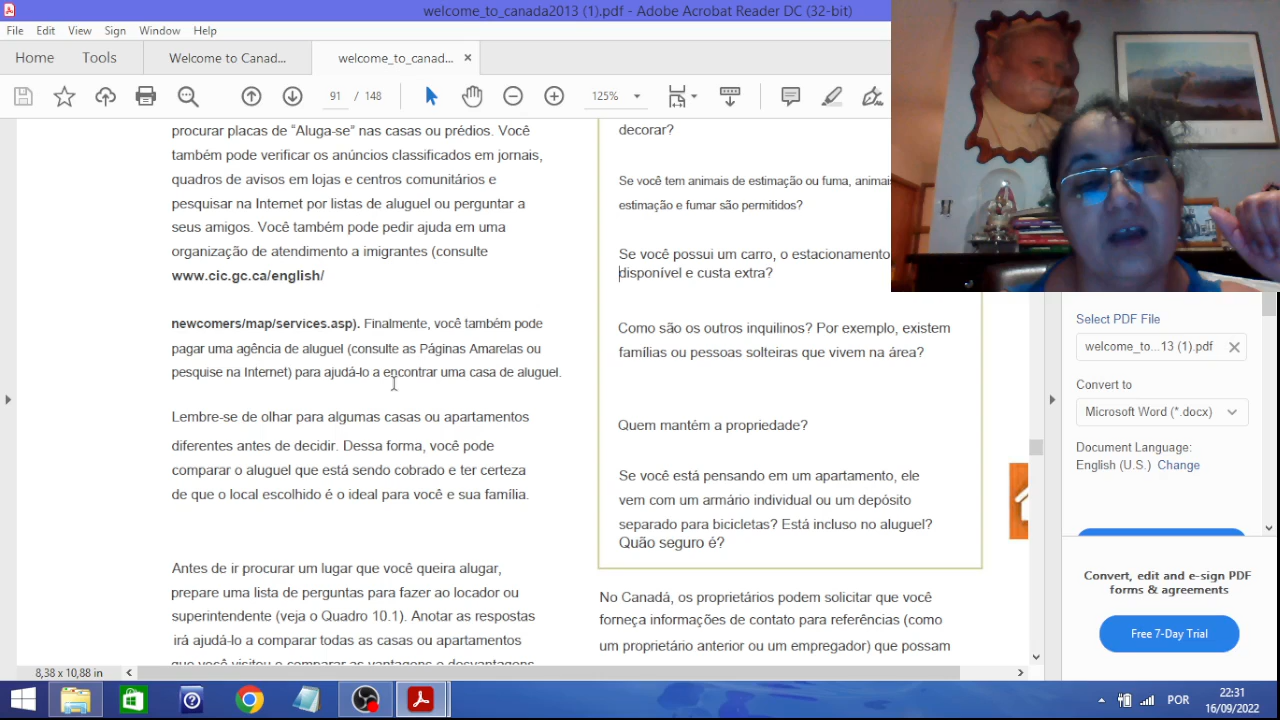 welcome_to_canada2013 (1).pdf - Adobe Acrobat Reader DC (32-bit)
File Edit View Sign Window Help
Home Tools Welcome to Canad... welcome_to_canad... ×
91 / 148 125%
procurar placas de “Aluga-se” nas casas ou prédios. Você
também pode verificar os anúncios classificados em jornais,
quadros de avisos em lojas e centros comunitários e
pesquisar na Internet por listas de aluguel ou perguntar a
seus amigos. Você também pode pedir ajuda em uma
organização de atendimento a imigrantes (consulte
www.cic.gc.ca/english/
newcomers/map/services.asp). Finalmente, você também pode
pagar uma agência de aluguel (consulte as Páginas Amarelas ou
pesquise na Internet) para ajudá-lo a encontrar uma casa de aluguel.
Lembre-se de olhar para algumas casas ou apartamentos
diferentes antes de decidir. Dessa forma, você pode
comparar o aluguel que está sendo cobrado e ter certeza
de que o local escolhido é o ideal para você e sua família.
Antes de ir procurar um lugar que você queira alugar,
prepare uma lista de perguntas para fazer ao locador ou
superintendente (veja o Quadro 10.1). Anotar as respostas
irá ajudá-lo a comparar todas as casas ou apartamentos
que você visitou e comparar as vantagens e desvantagens
decorar?
Se você tem animais de estimação ou fuma, animais
estimação e fumar são permitidos?
Se você possui um carro, o estacionamento
disponível e custa extra?
Como são os outros inquilinos? Por exemplo, existem
famílias ou pessoas solteiras que vivem na área?
Quem mantém a propriedade?
Se você está pensando em um apartamento, ele
vem com um armário individual ou um depósito
separado para bicicletas? Está incluso no aluguel?
Quão seguro é?
No Canadá, os proprietários podem solicitar que você
forneça informações de contato para referências (como
um proprietário anterior ou um empregador) que possam
Select PDF File
welcome_to...13 (1).pdf
Convert to
Microsoft Word (*.docx)
Document Language:
English (U.S.) Change
Convert, edit and e-sign PDF
forms & agreements
Free 7-Day Trial
8,38 x 10,88 in
POR
22:31
16/09/2022